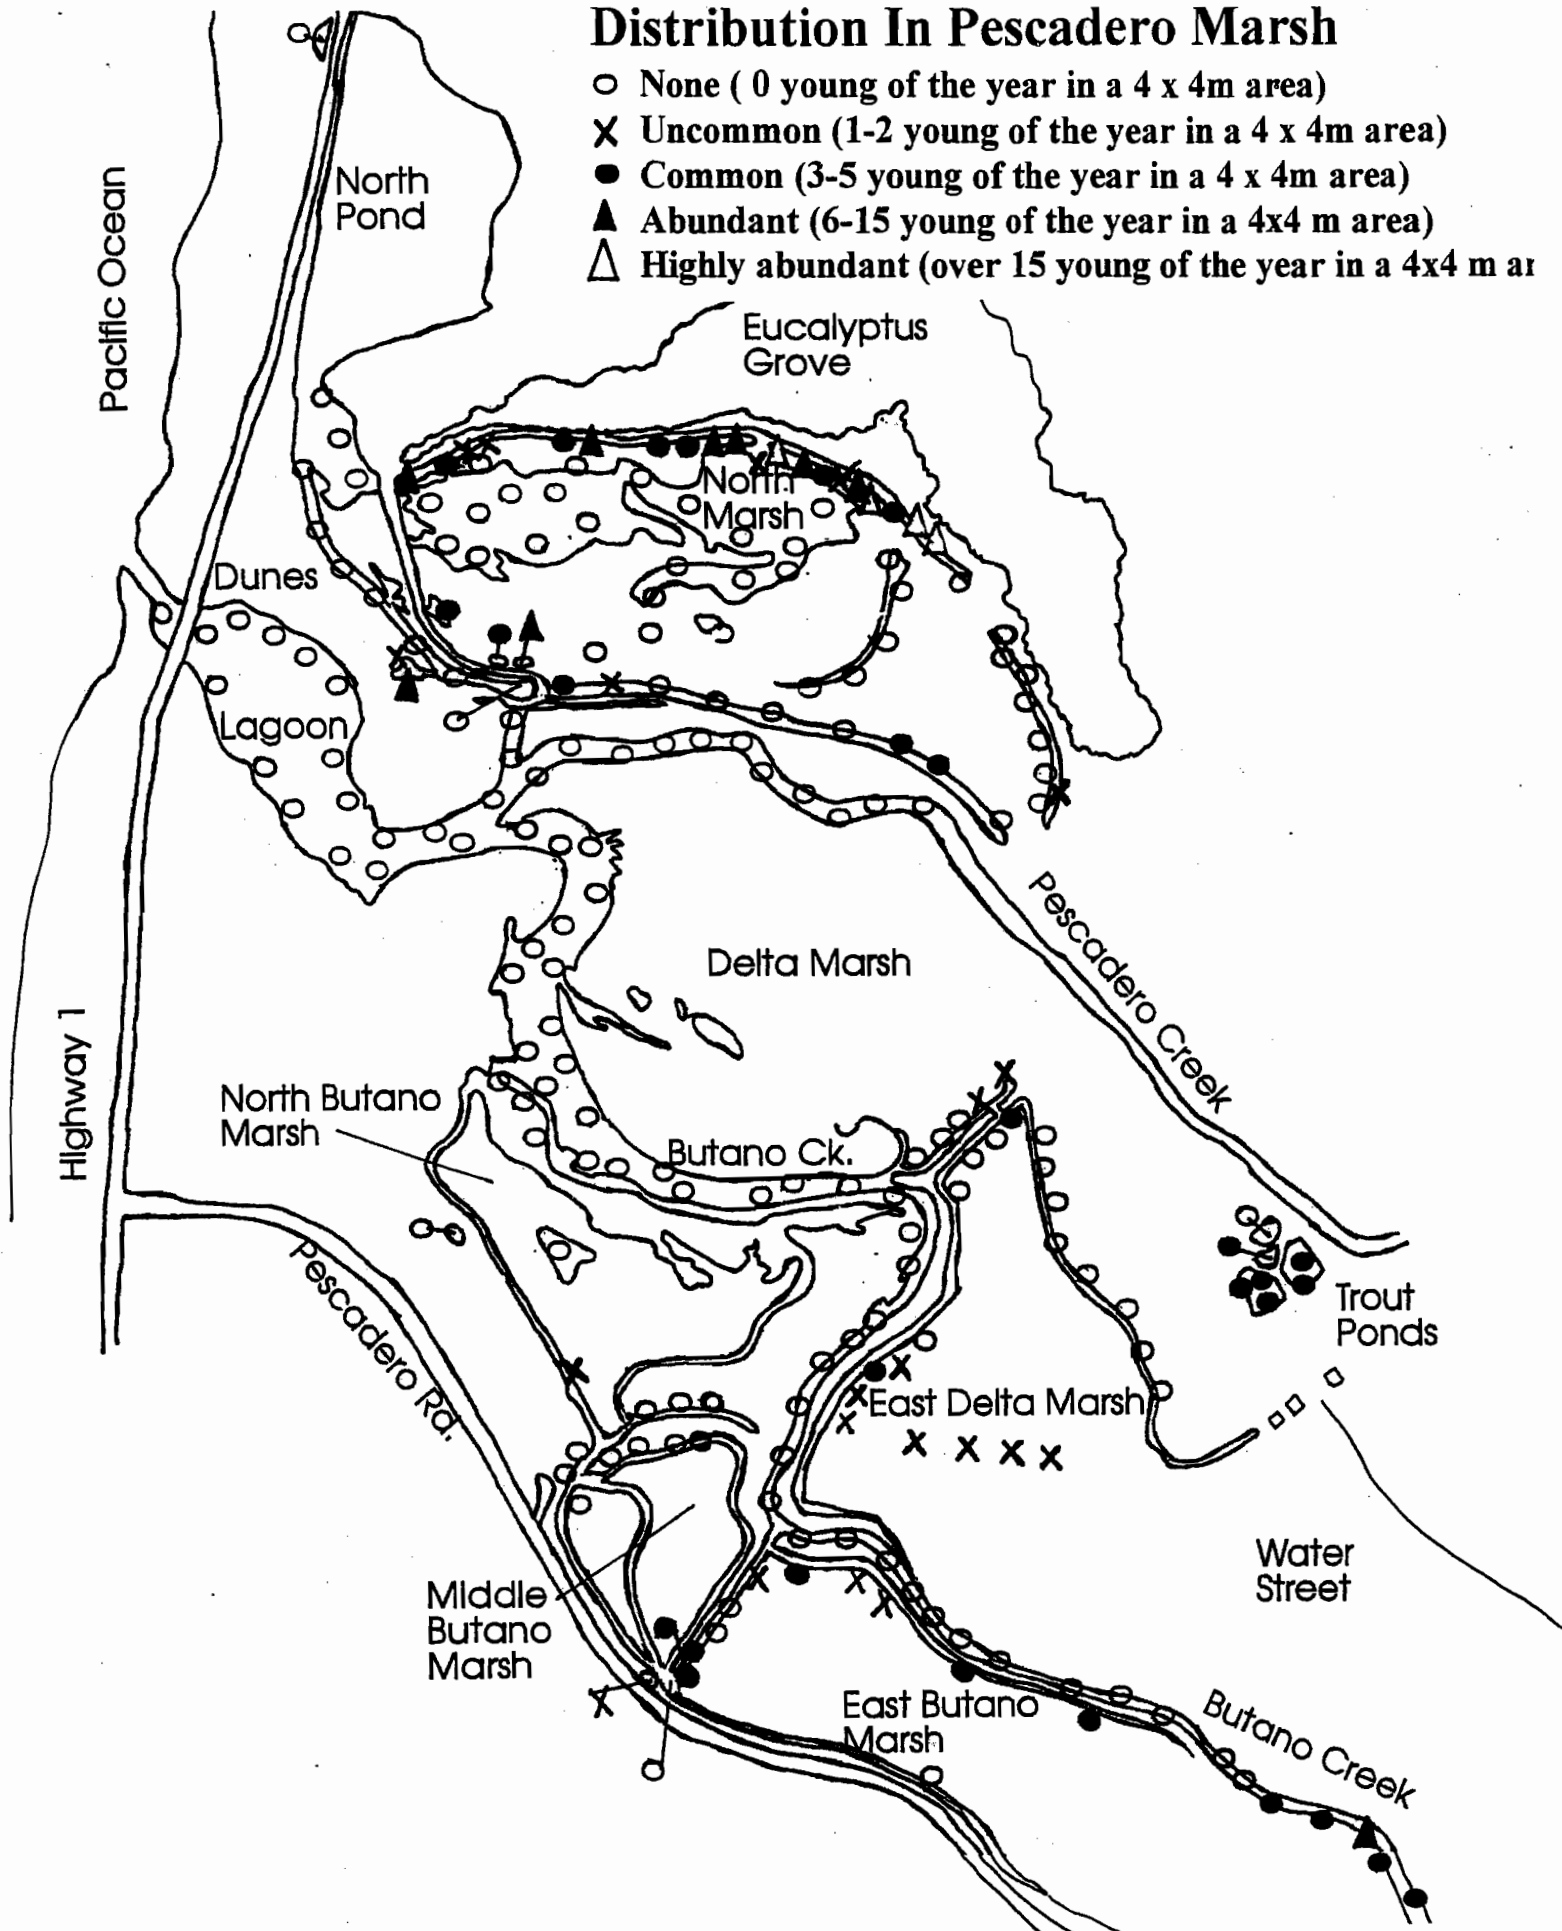 Distribution In Pescadero Marsh
None ( 0 young of the year in a 4 x 4m area)
Uncommon (1-2 young of the year in a 4 x 4m area)
Common (3-5 young of the year in a 4 x 4m area)
Abundant (6-15 young of the year in a 4x4 m area)
Highly abundant (over 15 young of the year in a 4x4 m ar
Pacific Ocean
North
Pond
Eucalyptus
Grove
North
Marsh
Dunes
Lagoon
Pescadero Creek
Delta Marsh
Highway 1
North Butano
Marsh
Butano Ck.
Pescadero Rd.
Trout
Ponds
East Delta Marsh
Water
Street
Middle
Butano
Marsh
East Butano
Marsh
Butano Creek